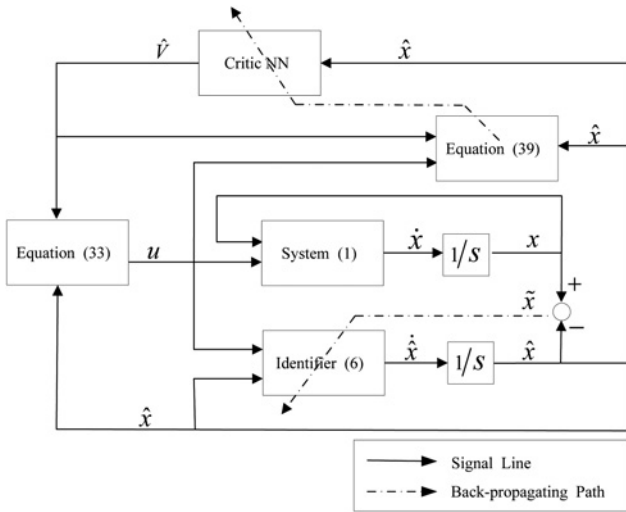 V̂
Critic NN
x̂
Equation (39)
x̂
Equation (33)
u
System (1)
ẋ
1/s
x
+
x̃
−
Identifier (6)
x̂̇
1/s
x̂
x̂
Signal Line
Back-propagating Path